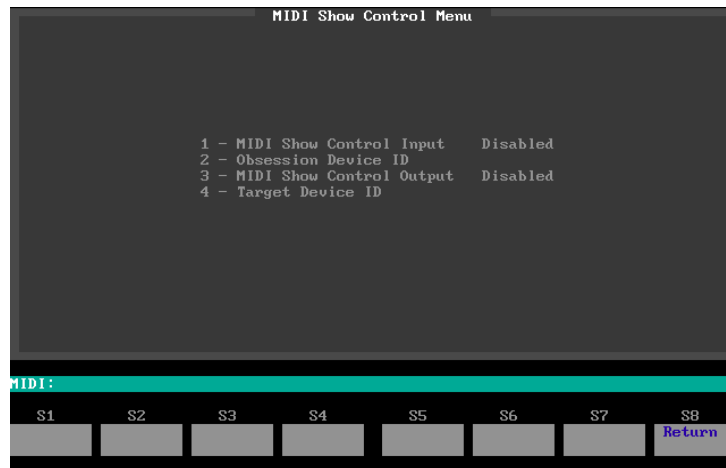 MIDI Show Control Menu
1 - MIDI Show Control Input Disabled
2 - Obsession Device ID
3 - MIDI Show Control Output Disabled
4 - Target Device ID
MIDI:
S1 S2 S3 S4 S5 S6 S7 S8
Return